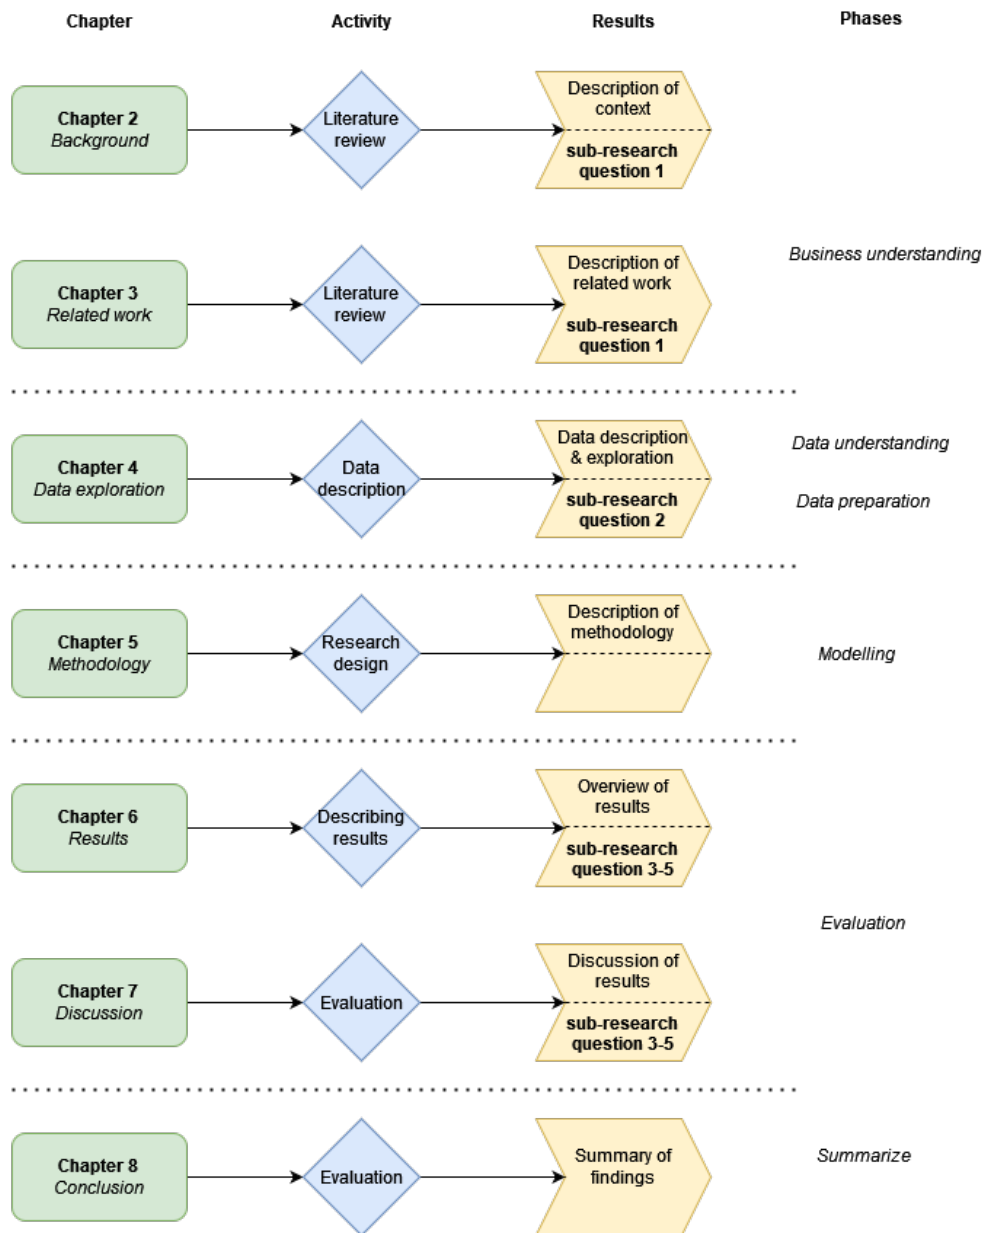 Chapter
Activity
Results
Phases
Chapter 2
Background
Literature
review
Description of
context
sub-research
question 1
Business understanding
Chapter 3
Related work
Literature
review
Description of
related work
sub-research
question 1
Chapter 4
Data exploration
Data
description
Data description
& exploration
sub-research
question 2
Data understanding
Data preparation
Chapter 5
Methodology
Research
design
Description of
methodology
Modelling
Chapter 6
Results
Describing
results
Overview of
results
sub-research
question 3-5
Evaluation
Chapter 7
Discussion
Evaluation
Discussion of
results
sub-research
question 3-5
Chapter 8
Conclusion
Evaluation
Summary of
findings
Summarize